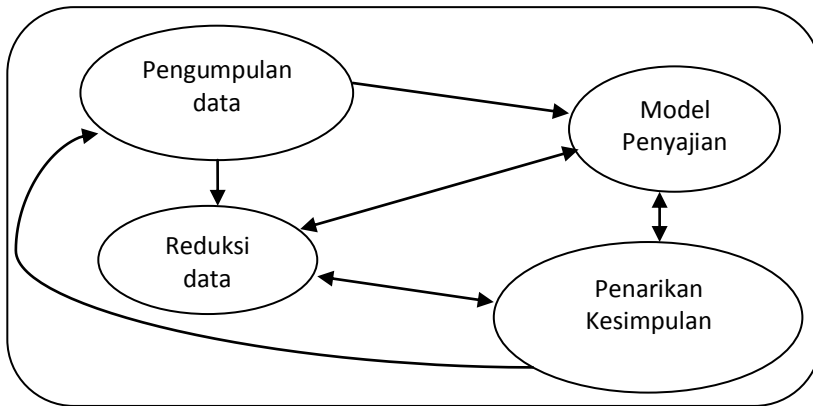 Pengumpulan
data
Model
Penyajian
Reduksi
data
Penarikan
Kesimpulan